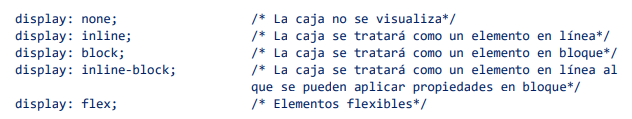 display: none; /* La caja no se visualiza*/
display: inline; /* La caja se tratará como un elemento en línea*/
display: block; /* La caja se tratará como un elemento en bloque*/
display: inline-block; /* La caja se tratará como un elemento en línea al
que se pueden aplicar propiedades en bloque*/
display: flex; /* Elementos flexibles*/